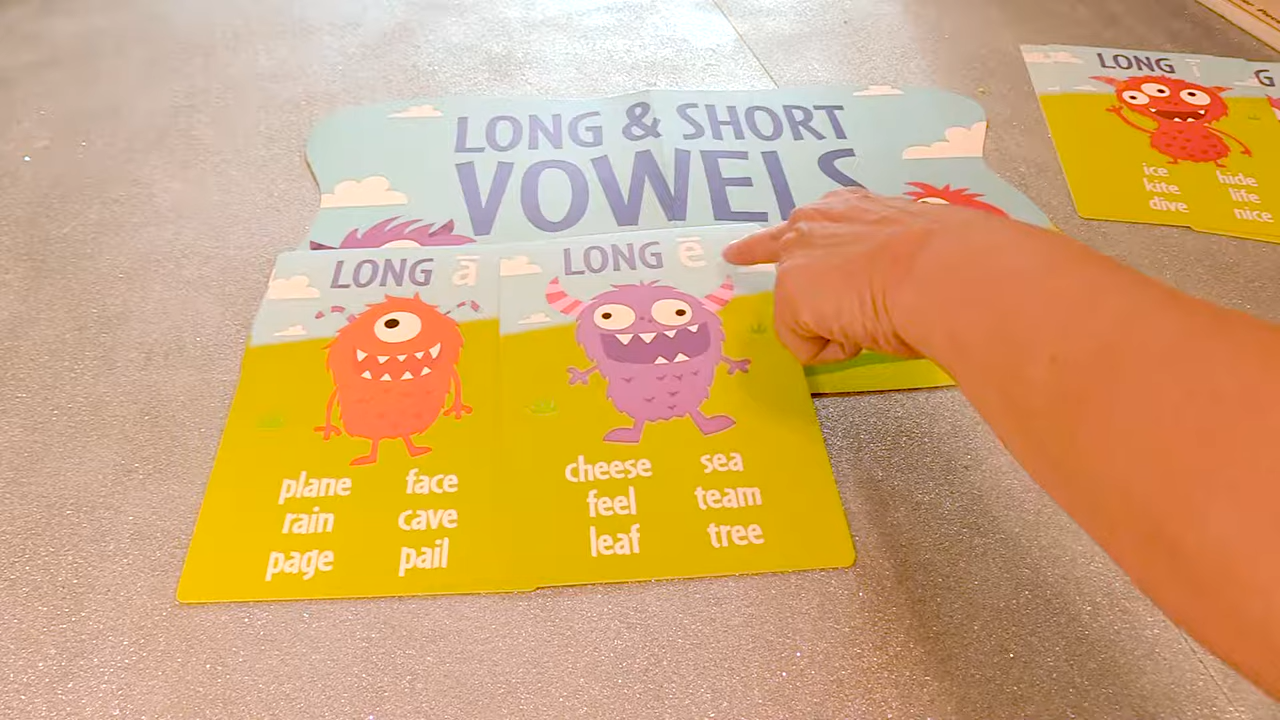 LONG & SHORT
VOWELS
LONG ā
plane face
rain cave
page pail
LONG ē
cheese sea
feel team
leaf tree
LONG ī
ice hide
kite life
dive nice
G